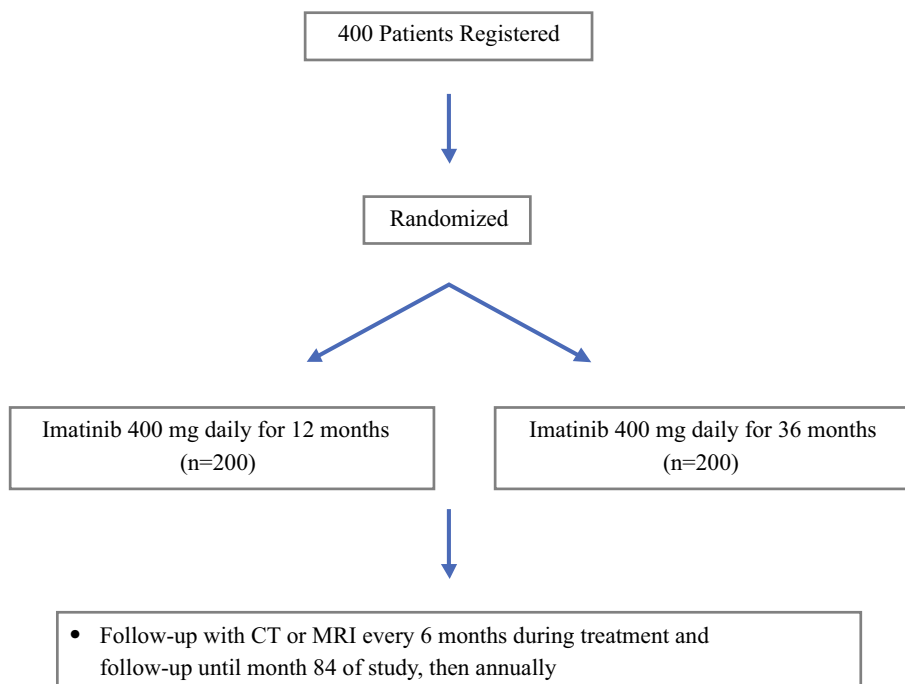 400 Patients Registered
Randomized
Imatinib 400 mg daily for 12 months
(n=200)
Imatinib 400 mg daily for 36 months
(n=200)
• Follow-up with CT or MRI every 6 months during treatment and
follow-up until month 84 of study, then annually